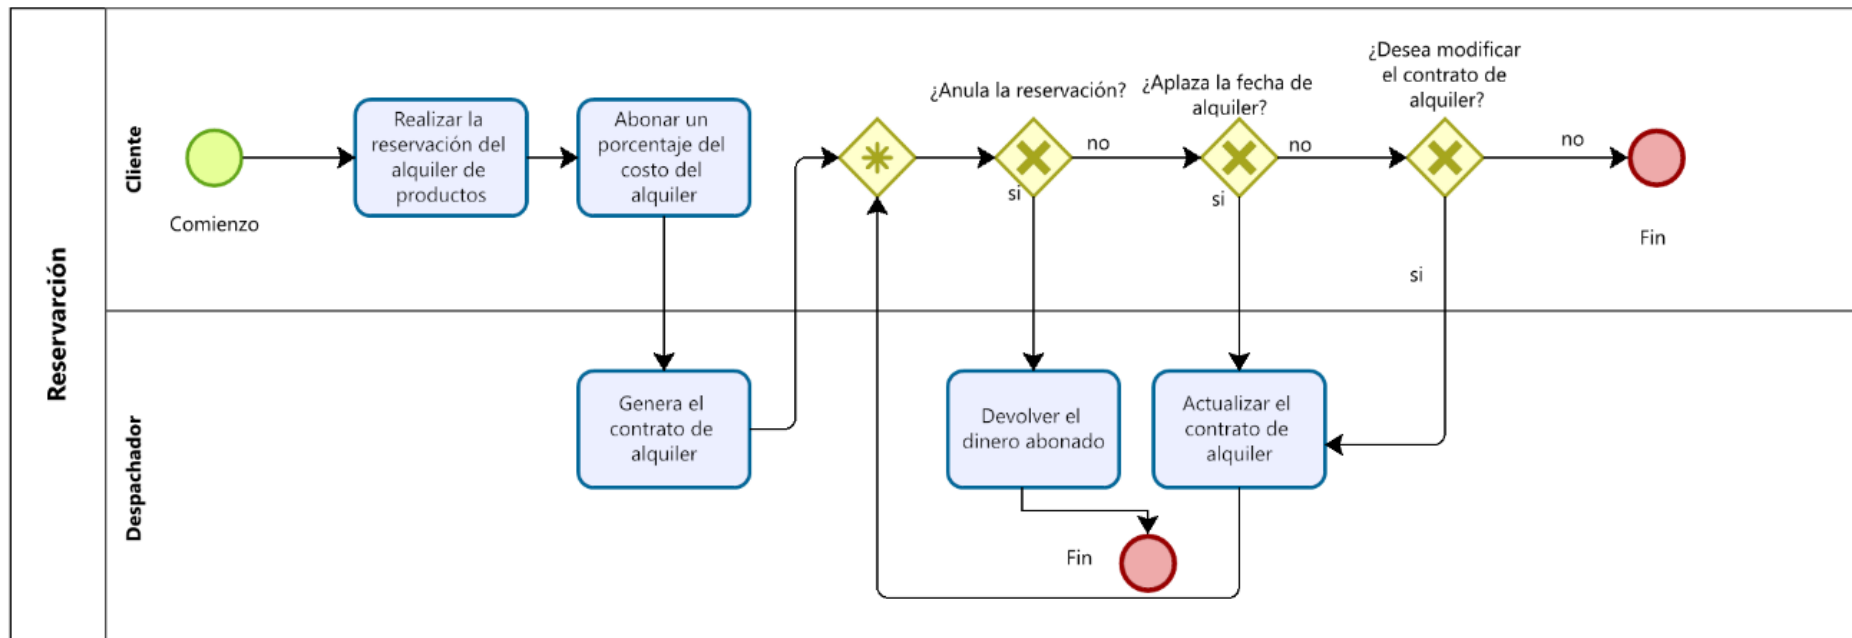 Reservarción
Cliente
Despachador
Comienzo
Realizar la
reservación del
alquiler de
productos
Abonar un
porcentaje del
costo del
alquiler
¿Anula la reservación?
no
si
¿Aplaza la fecha de
alquiler?
no
si
¿Desea modificar
el contrato de
alquiler?
no
si
Fin
Genera el
contrato de
alquiler
Devolver el
dinero abonado
Actualizar el
contrato de
alquiler
Fin